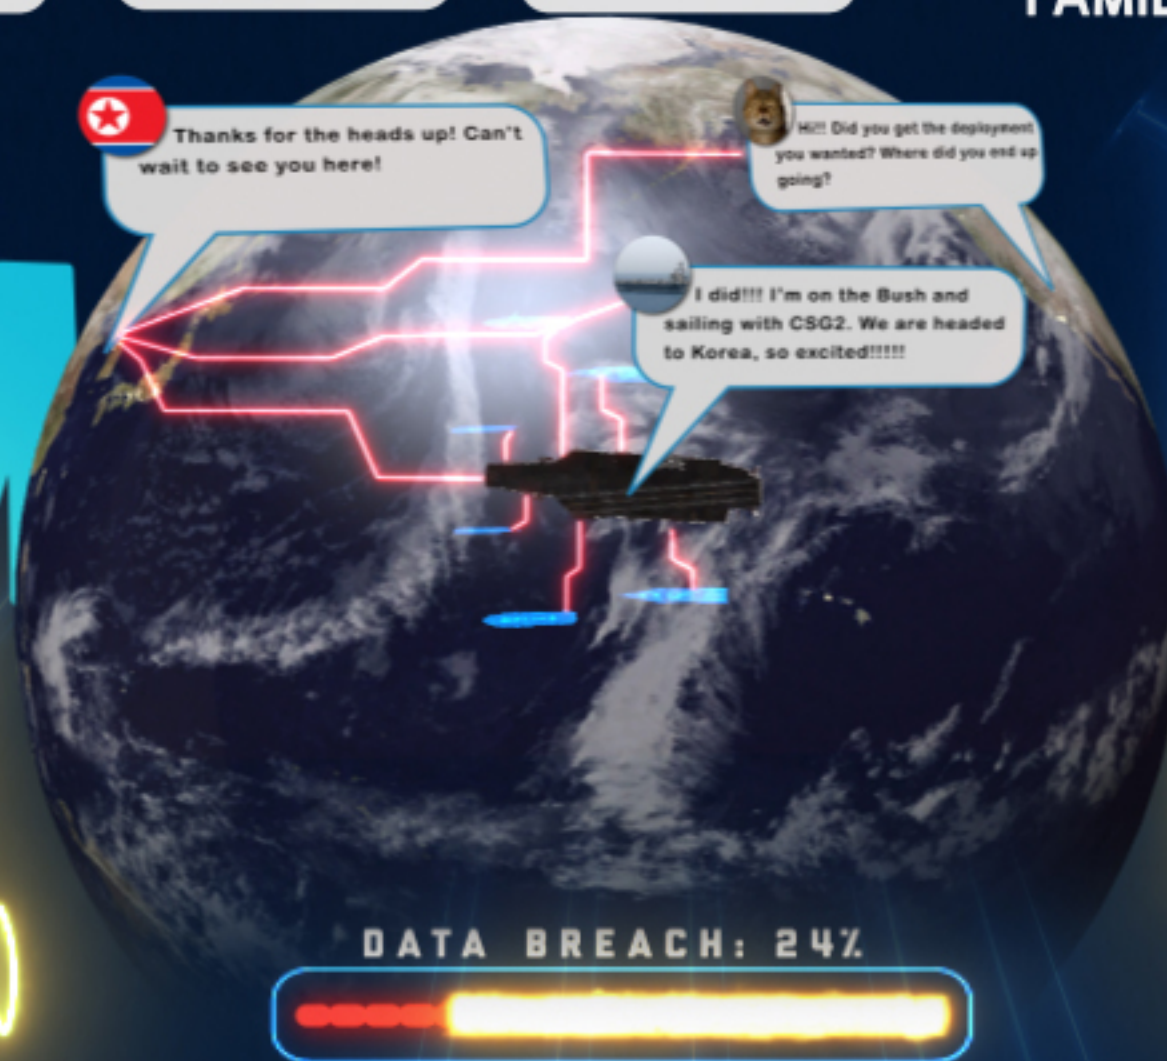 Thanks for the heads up! Can't
wait to see you here!
Hi!! Did you get the deployment
you wanted? Where did you end up
going?
I did!!! I'm on the Bush and
sailing with CSG2. We are headed
to Korea, so excited!!!!!
DATA BREACH: 24%